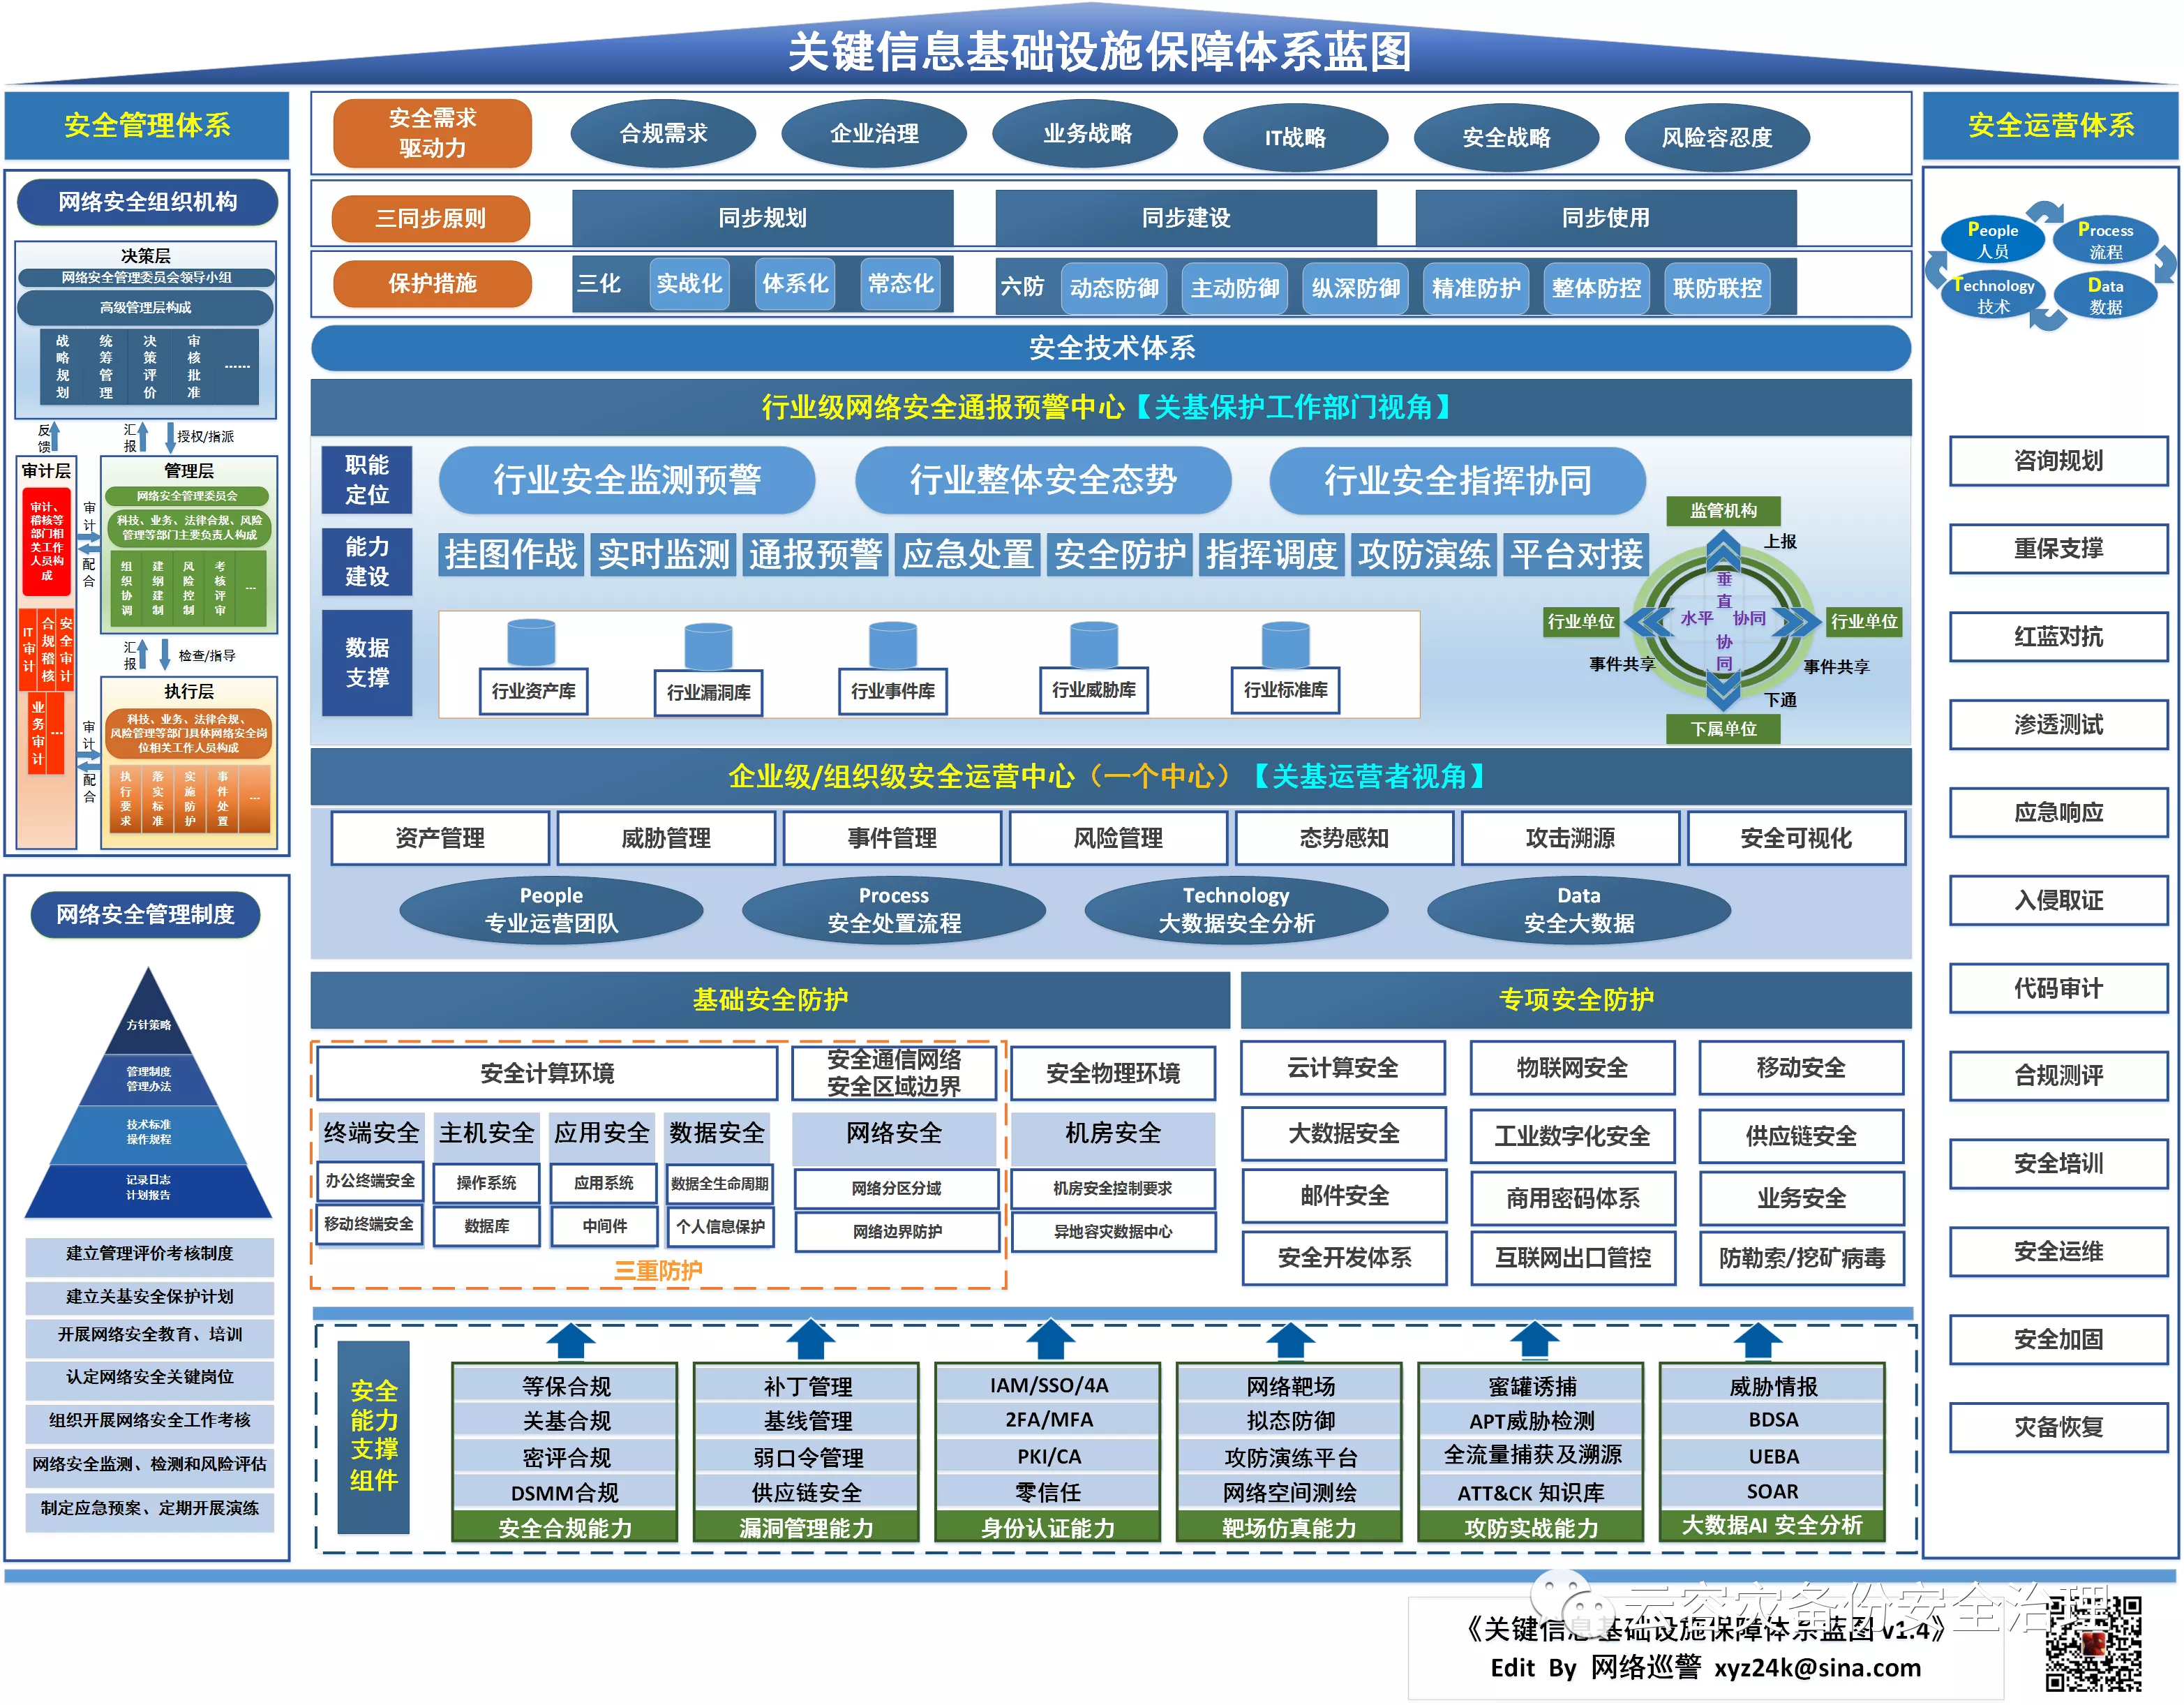 关键信息基础设施保障体系蓝图
安全管理体系
网络安全组织机构
决策层
网络安全管理委员会领导小组
高级管理层构成
战略规划
统筹管理
决策评价
审核批准
......
反馈
汇报
授权/指派
审计层
审计、
稽核等
部门相
关工作
人员构
成
IT审计
合规稽核
安全审计
业务审计
...
审计
配合
管理层
网络安全管理委员会
科技、业务、法律合规、风险
管理等部门主要负责人构成
组织协调
建纲建制
风险控制
考核评审
...
汇报
检查/指导
审计
配合
执行层
科技、业务、法律合规、
风险管理等部门具体网络安全岗
位相关工作人员构成
执行要求
落实标准
实施防护
事件处置
...
网络安全管理制度
方针策略
管理制度
管理办法
技术标准
操作规程
记录日志
计划报告
建立管理评价考核制度
建立关基安全保护计划
开展网络安全教育、培训
认定网络安全关键岗位
组织开展网络安全工作考核
网络安全监测、检测和风险评估
制定应急预案、定期开展演练
安全需求
驱动力
合规需求
企业治理
业务战略
IT战略
安全战略
风险容忍度
三同步原则
同步规划
同步建设
同步使用
保护措施
三化
实战化
体系化
常态化
六防
动态防御
主动防御
纵深防御
精准防护
整体防控
联防联控
安全技术体系
行业级网络安全通报预警中心【关基保护工作部门视角】
职能
定位
行业安全监测预警
行业整体安全态势
行业安全指挥协同
能力
建设
挂图作战
实时监测
通报预警
应急处置
安全防护
指挥调度
攻防演练
平台对接
数据
支撑
行业资产库
行业漏洞库
行业事件库
行业威胁库
行业标准库
监管机构
上报
行业单位
垂直协同
水平 协同
行业单位
事件共享
事件共享
下通
下属单位
企业级/组织级安全运营中心（一个中心）【关基运营者视角】
资产管理
威胁管理
事件管理
风险管理
态势感知
攻击溯源
安全可视化
People
专业运营团队
Process
安全处置流程
Technology
大数据安全分析
Data
安全大数据
基础安全防护
安全计算环境
安全通信网络
安全区域边界
安全物理环境
终端安全
主机安全
应用安全
数据安全
网络安全
机房安全
办公终端安全
操作系统
应用系统
数据全生命周期
网络分区分域
机房安全控制要求
移动终端安全
数据库
中间件
个人信息保护
网络边界防护
异地容灾数据中心
三重防护
专项安全防护
云计算安全
物联网安全
移动安全
大数据安全
工业数字化安全
供应链安全
邮件安全
商用密码体系
业务安全
安全开发体系
互联网出口管控
防勒索/挖矿病毒
安全
能力
支撑
组件
等保合规
关基合规
密评合规
DSMM合规
安全合规能力
补丁管理
基线管理
弱口令管理
供应链安全
漏洞管理能力
IAM/SSO/4A
2FA/MFA
PKI/CA
零信任
身份认证能力
网络靶场
拟态防御
攻防演练平台
网络空间测绘
靶场仿真能力
蜜罐诱捕
APT威胁检测
全流量捕获及溯源
ATT&CK 知识库
攻防实战能力
威胁情报
BDSA
UEBA
SOAR
大数据AI 安全分析
安全运营体系
People
人员
Process
流程
Technology
技术
Data
数据
咨询规划
重保支撑
红蓝对抗
渗透测试
应急响应
入侵取证
代码审计
合规测评
安全培训
安全运维
安全加固
灾备恢复
云容灾备份安全治理
《关键信息基础设施保障体系蓝图 v1.4》
Edit By 网络巡警 xyz24k@sina.com